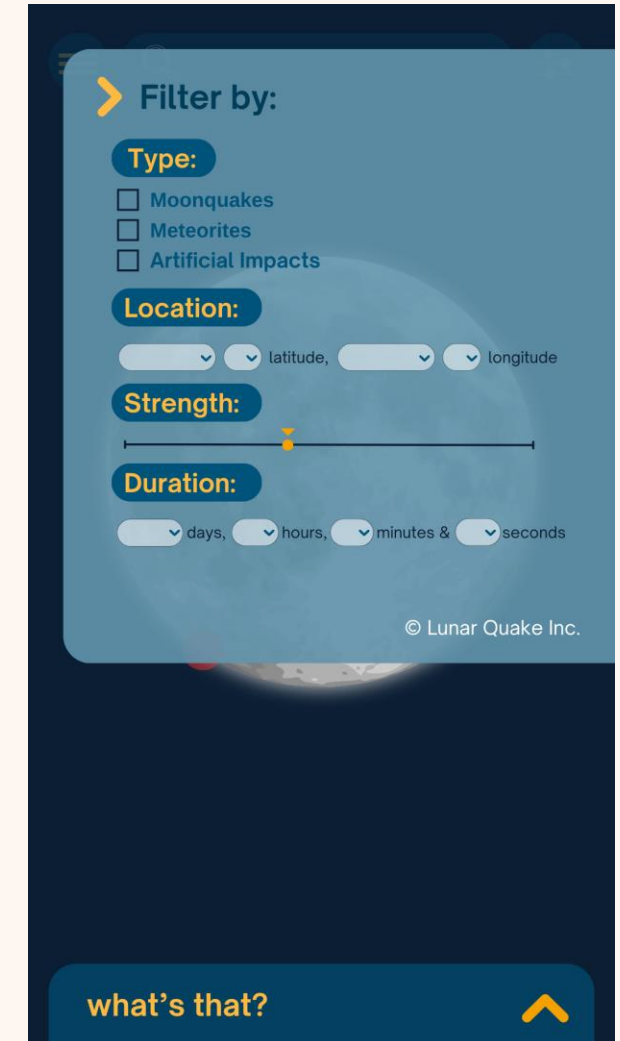 Filter by:
Type:
Moonquakes
Meteorites
Artificial Impacts
Location:
latitude, longitude
Strength:
Duration:
days, hours, minutes & seconds
© Lunar Quake Inc.
what's that?